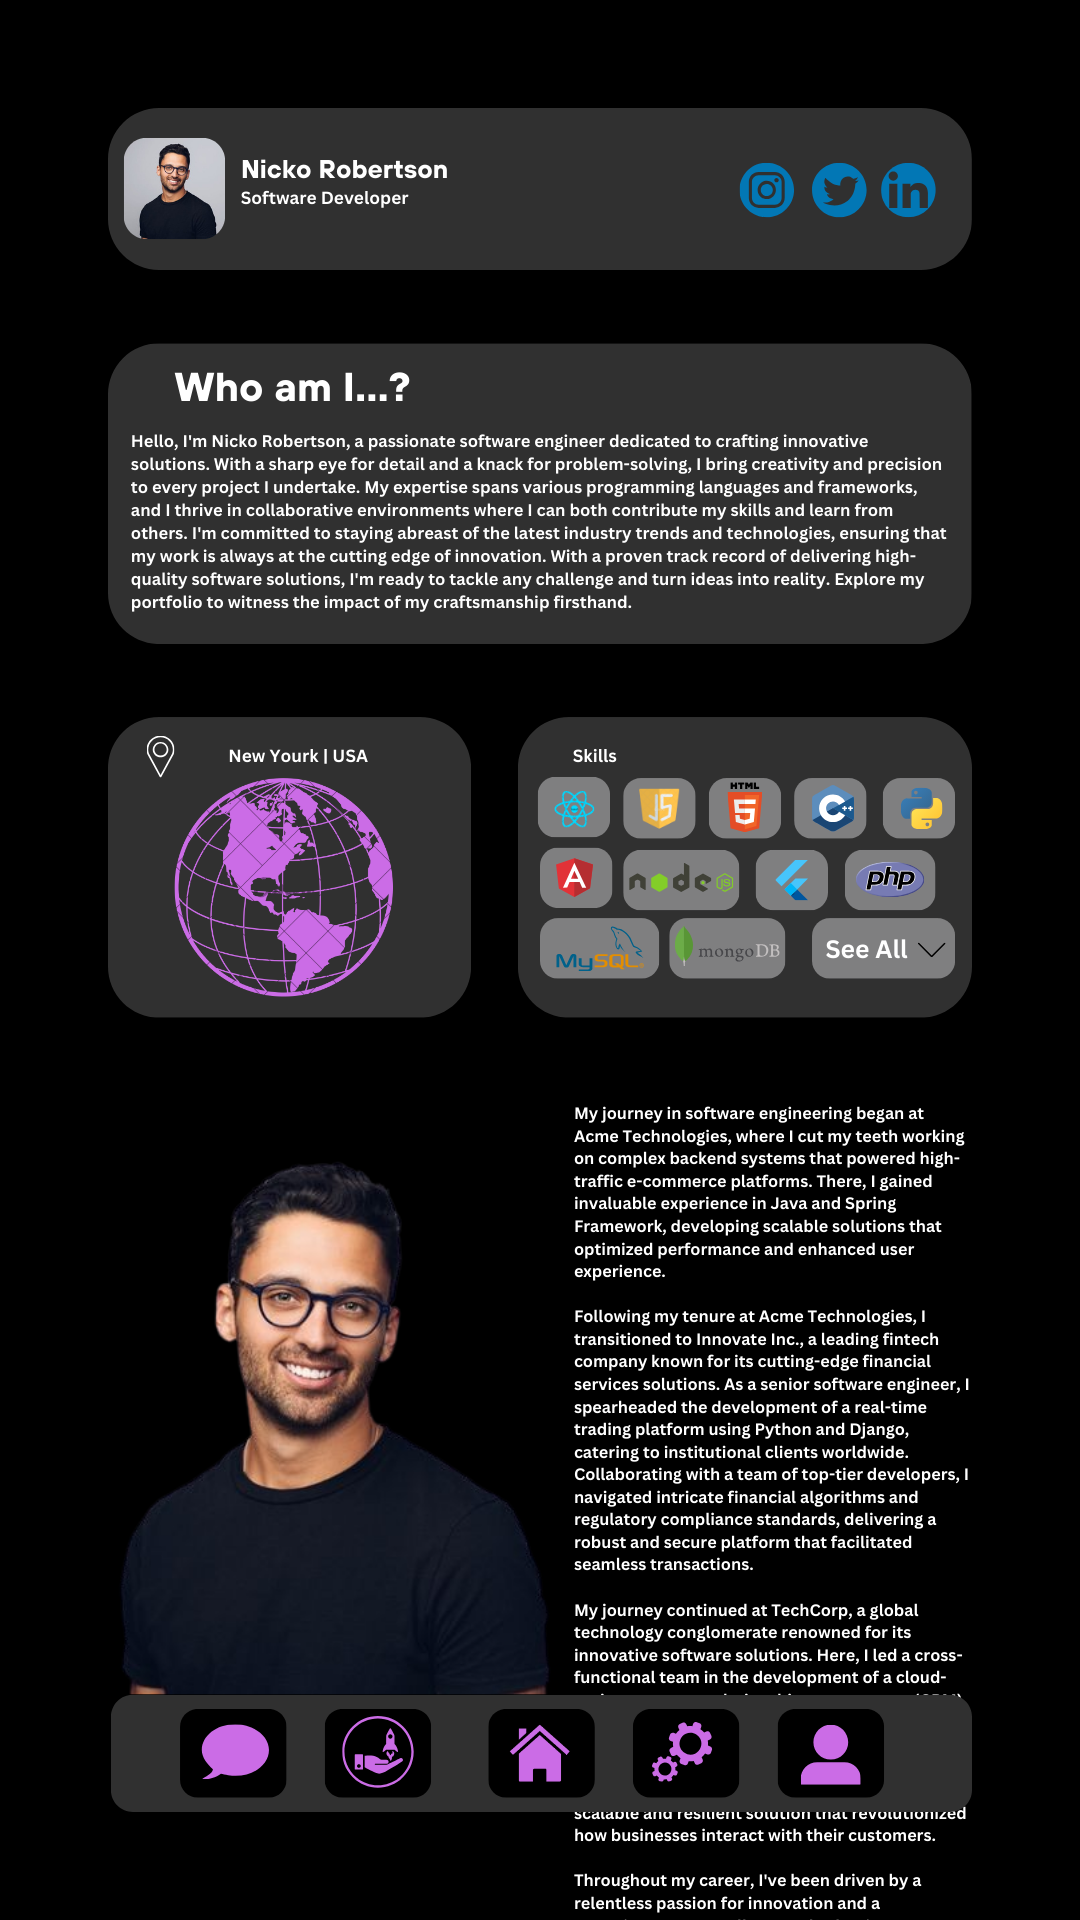 Nicko Robertson
Software Developer
Who am I...?
Hello, I'm Nicko Robertson, a passionate software engineer dedicated to crafting innovative
solutions. With a sharp eye for detail and a knack for problem-solving, I bring creativity and precision
to every project I undertake. My expertise spans various programming languages and frameworks,
and I thrive in collaborative environments where I can both contribute my skills and learn from
others. I'm committed to staying abreast of the latest industry trends and technologies, ensuring that
my work is always at the cutting edge of innovation. With a proven track record of delivering high-
quality software solutions, I'm ready to tackle any challenge and turn ideas into reality. Explore my
portfolio to witness the impact of my craftsmanship firsthand.
New Yourk | USA
Skills
JS
HTML
5
C++
A
node JS
php
MySQL
mongoDB
See All
My journey in software engineering began at
Acme Technologies, where I cut my teeth working
on complex backend systems that powered high-
traffic e-commerce platforms. There, I gained
invaluable experience in Java and Spring
Framework, developing scalable solutions that
optimized performance and enhanced user
experience.
Following my tenure at Acme Technologies, I
transitioned to Innovate Inc., a leading fintech
company known for its cutting-edge financial
services solutions. As a senior software engineer, I
spearheaded the development of a real-time
trading platform using Python and Django,
catering to institutional clients worldwide.
Collaborating with a team of top-tier developers, I
navigated intricate financial algorithms and
regulatory compliance standards, delivering a
robust and secure platform that facilitated
seamless transactions.
My journey continued at TechCorp, a global
technology conglomerate renowned for its
innovative software solutions. Here, I led a cross-
functional team in the development of a cloud-
scalable and resilient solution that revolutionized
how businesses interact with their customers.
Throughout my career, I've been driven by a
relentless passion for innovation and a